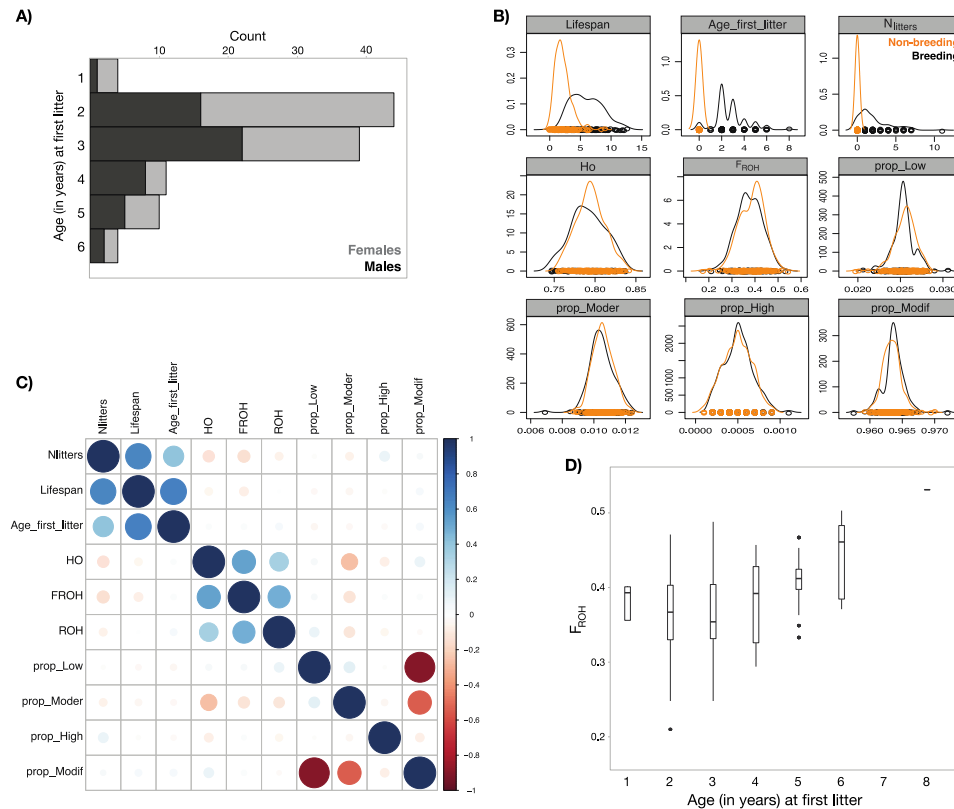 A)
Count
10 20 30 40
1
2
3
4
5
6
Age (in years) at first litter
Females
Males
B)
Lifespan
0.3
0.2
0.1
0.0
-5 0 5 10 15
Age_first_litter
1.0
0.5
0.0
0 2 4 6 8
Nlitters
Non-breeding
Breeding
1.0
0.5
0.0
0 5 10
Ho
20
15
10
5
0
0.75 0.80 0.85
FROH
6
4
2
0
0.2 0.3 0.4 0.5 0.6
prop_Low
500
300
100
0
0.020 0.025 0.030
prop_Moder
600
400
200
0
0.006 0.008 0.010 0.012
prop_High
2000
1000
500
0
0.0000 0.0005 0.0010
prop_Modif
300
200
100
0
0.960 0.965 0.970
C)
Nlitters
Lifespan
Age_first_litter
HO
FROH
ROH
prop_Low
prop_Moder
prop_High
prop_Modif
Nlitters
Lifespan
Age_first_litter
HO
FROH
ROH
prop_Low
prop_Moder
prop_High
prop_Modif
1
0.8
0.6
0.4
0.2
0
−0.2
−0.4
−0.6
−0.8
−1
D)
0.5
0.4
0.3
0.2
FROH
1 2 3 4 5 6 7 8
Age (in years) at first litter